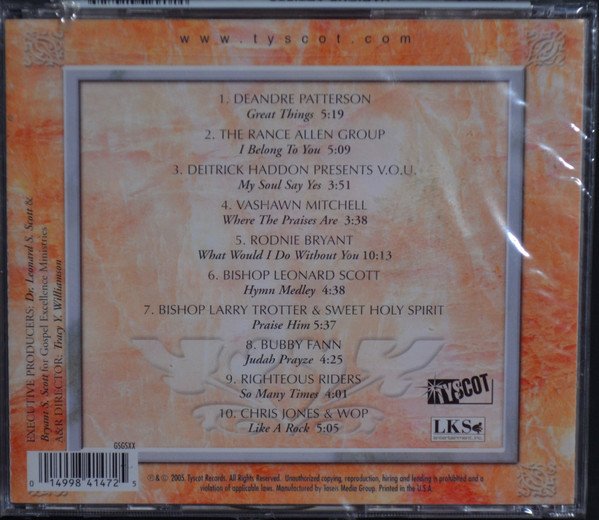 www.tyscot.com
1. DEANDRE PATTERSON
Great Things 5:19
2. THE RANCE ALLEN GROUP
I Belong To You 5:09
3. DEITRICK HADDON PRESENTS V.O.U.
My Soul Say Yes 3:51
4. VASHAWN MITCHELL
Where The Praises Are 3:38
5. RODNIE BRYANT
What Would I Do Without You 10:13
6. BISHOP LEONARD SCOTT
Hymn Medley 4:38
7. BISHOP LARRY TROTTER & SWEET HOLY SPIRIT
Praise Him 5:37
8. BUBBY FANN
Judah Prayze 4:25
9. RIGHTEOUS RIDERS
So Many Times 4:01
10. CHRIS JONES & WOP
Like A Rock 5:05
EXECUTIVE PRODUCERS: Dr. Leonard S. Scott &
Bryant S. Scott for Gospel Excellence Ministries
A&R DIRECTOR: Tracy Y. Williamson
TYSCOT
LKS
GSGSXX
0 14998 41472 5
℗ & © 2005. Tyscot Records. All Rights Reserved. Unauthorized copying, reproduction, hiring and lending is prohibited and a
violation of applicable laws. Manufactured by Taseis Media Group. Printed in the U.S.A.